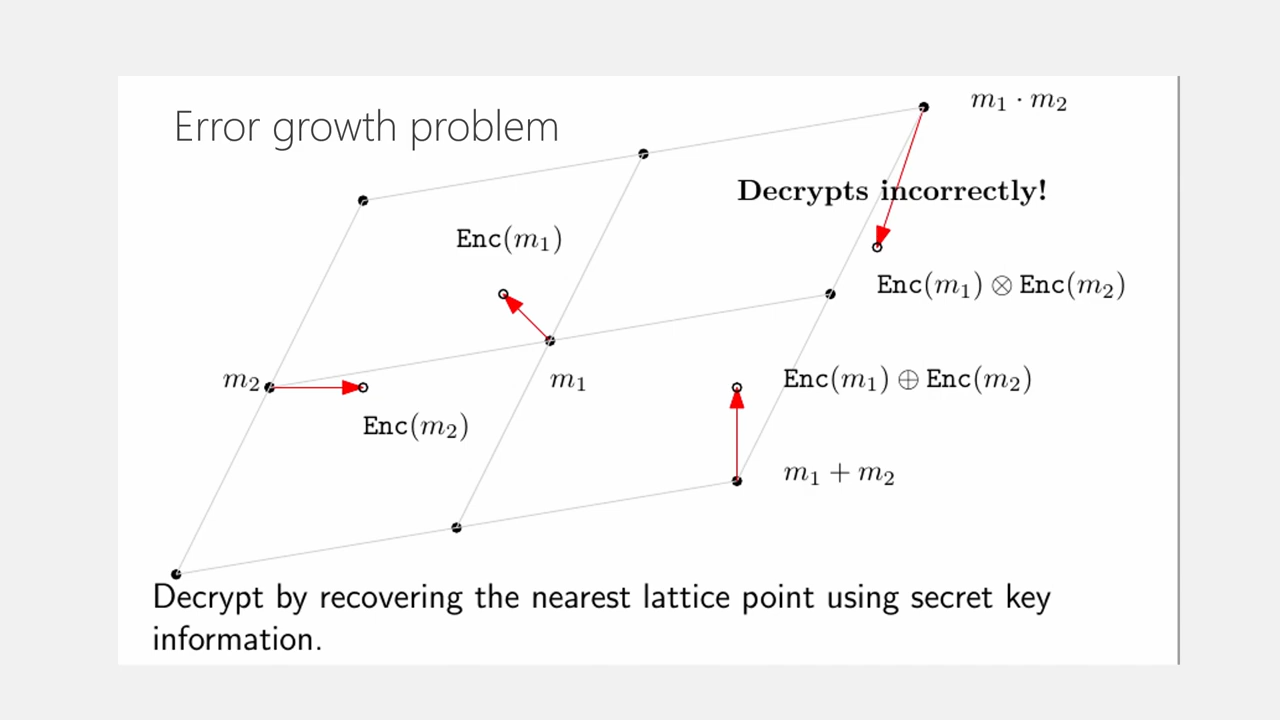 Error growth problem
m₁ · m₂
Decrypts incorrectly!
Enc(m₁)
Enc(m₁) ⊗ Enc(m₂)
m₂
m₁
Enc(m₁) ⊕ Enc(m₂)
Enc(m₂)
m₁ + m₂
Decrypt by recovering the nearest lattice point using secret key
information.